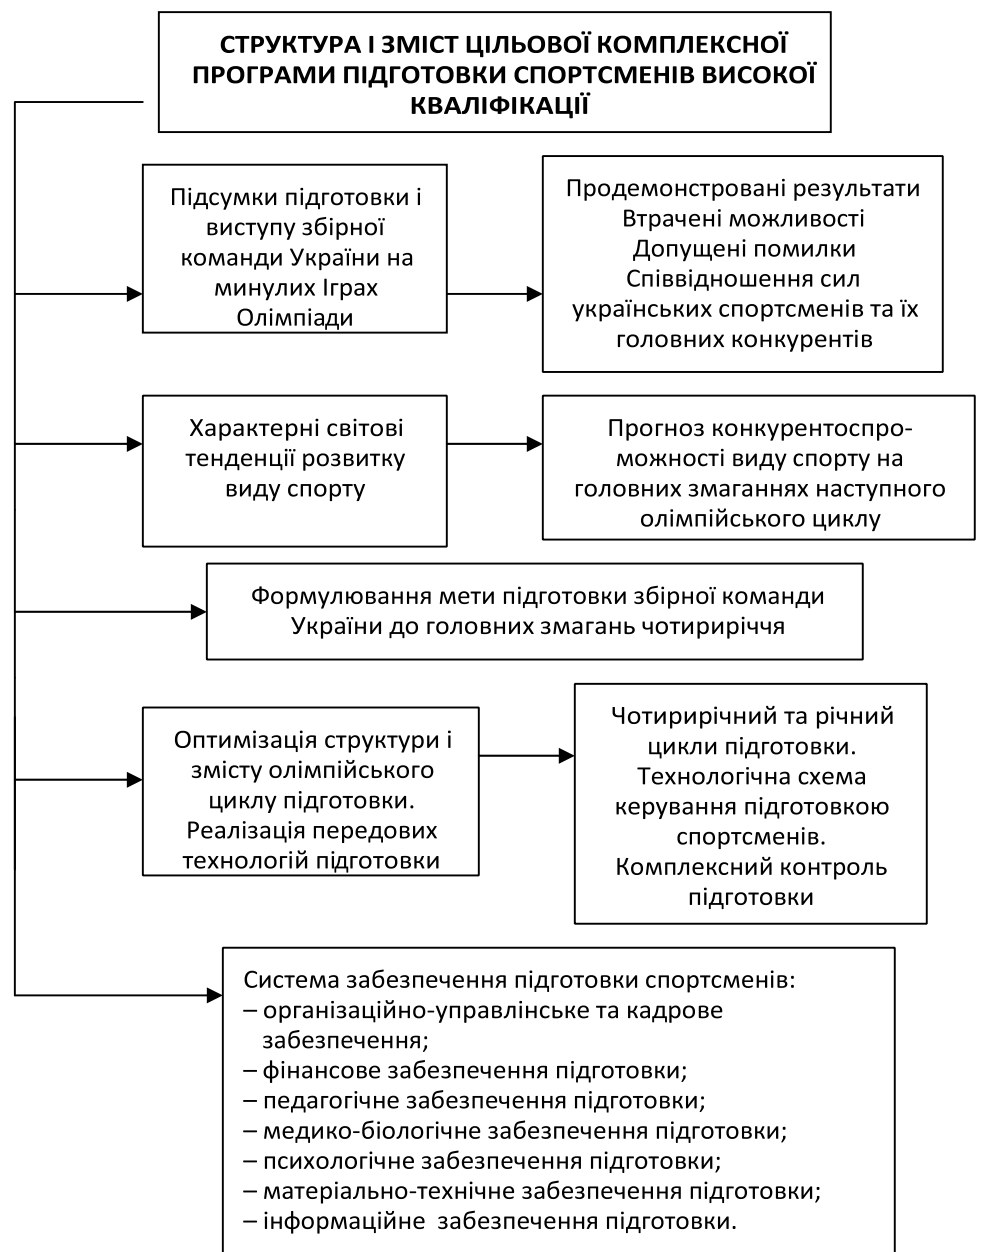 СТРУКТУРА І ЗМІСТ ЦІЛЬОВОЇ КОМПЛЕКСНОЇ
ПРОГРАМИ ПІДГОТОВКИ СПОРТСМЕНІВ ВИСОКОЇ
КВАЛІФІКАЦІЇ
Підсумки підготовки і
виступу збірної
команди України на
минулих Іграх
Олімпіади
Продемонстровані результати
Втрачені можливості
Допущені помилки
Співвідношення сил
українських спортсменів та їх
головних конкурентів
Характерні світові
тенденції розвитку
виду спорту
Прогноз конкурентоспро-
можності виду спорту на
головних змаганнях наступного
олімпійського циклу
Формулювання мети підготовки збірної команди
України до головних змагань чотириріччя
Оптимізація структури і
змісту олімпійського
циклу підготовки.
Реалізація передових
технологій підготовки
Чотирирічний та річний
цикли підготовки.
Технологічна схема
керування підготовкою
спортсменів.
Комплексний контроль
підготовки
Система забезпечення підготовки спортсменів:
– організаційно-управлінське та кадрове
забезпечення;
– фінансове забезпечення підготовки;
– педагогічне забезпечення підготовки;
– медико-біологічне забезпечення підготовки;
– психологічне забезпечення підготовки;
– матеріально-технічне забезпечення підготовки;
– інформаційне  забезпечення підготовки.